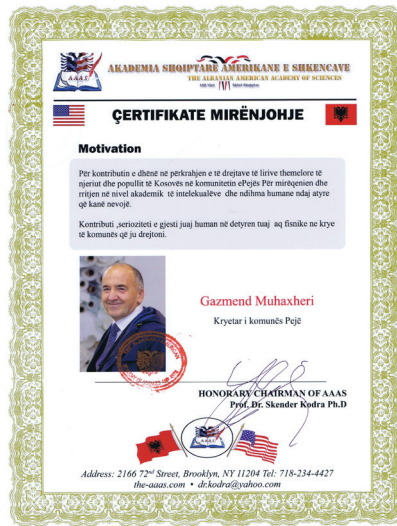 AKADEMIA SHQIPTARË AMERIKANE E SHKENCAVE
THE ALBANIAN AMERICAN ACADEMY OF SCIENCES
A.A.A.S
ÇERTIFIKATE MIRËNJOHJE
Motivation
Për kontributin e dhënë në përkrahjen e të drejtave të lirive themelore të
njeriut dhe popullit të Kosovës në komunitetin ePejës Për mirëqenien dhe
rritjen në nivel akademik të intelekualëve dhe ndihma humane ndaj atyre
që kanë nevojë.
Kontributi ,serioziteti e gjesti juaj human në detyren tuaj aq fisnike ne krye
të komunës që ju drejtoni.
Gazmend Muhaxheri
Kryetar i komunës Pejë
HONORARY CHAIRMAN OF AAAS
Prof. Dr. Skender Kodra Ph.D
A.A.A.S
Address: 2166 72nd Street, Brooklyn, NY 11204 Tel: 718-234-4427
the-aaas.com • dr.kodra@yahoo.com